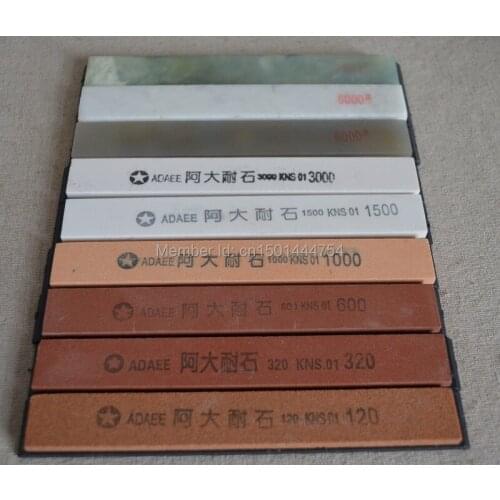 6000#
6000#
ADAEE 阿大耐石 3000 KNS 01 3000
ADAEE 阿大耐石 1500 KNS 01 1500
Member Id: cn1501444754
ADAEE 阿大耐石 1000 KNS 01 1000
ADAEE 阿大耐石 601 KNS 01 600
ADAEE 阿大耐石 320 KNS.01 320
ADAEE 阿大耐石 120-KNS 01 120